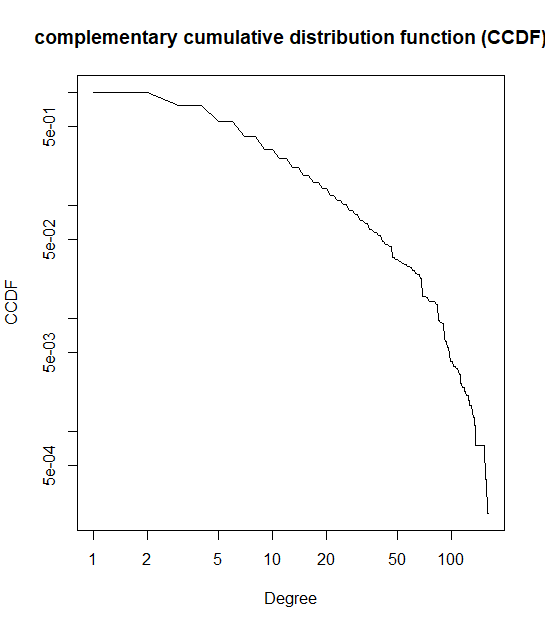 complementary cumulative distribution function (CCDF)
CCDF
5e-01
5e-02
5e-03
5e-04
1 2 5 10 20 50 100
Degree